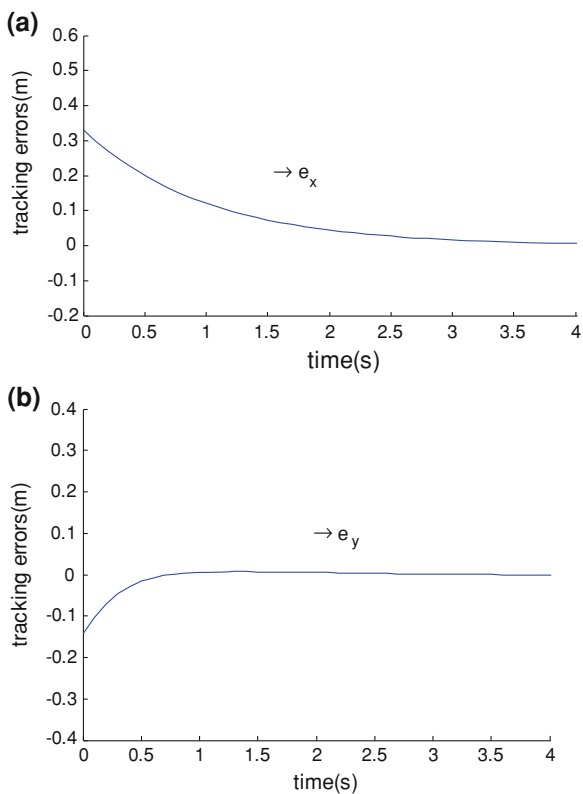 (a)
tracking errors(m)
0.6
0.5
0.4
0.3
0.2
0.1
0
-0.1
-0.2
→ e_x
0 0.5 1 1.5 2 2.5 3 3.5 4
time(s)
(b)
tracking errors(m)
0.4
0.3
0.2
0.1
0
-0.1
-0.2
-0.3
-0.4
→ e_y
0 0.5 1 1.5 2 2.5 3 3.5 4
time(s)